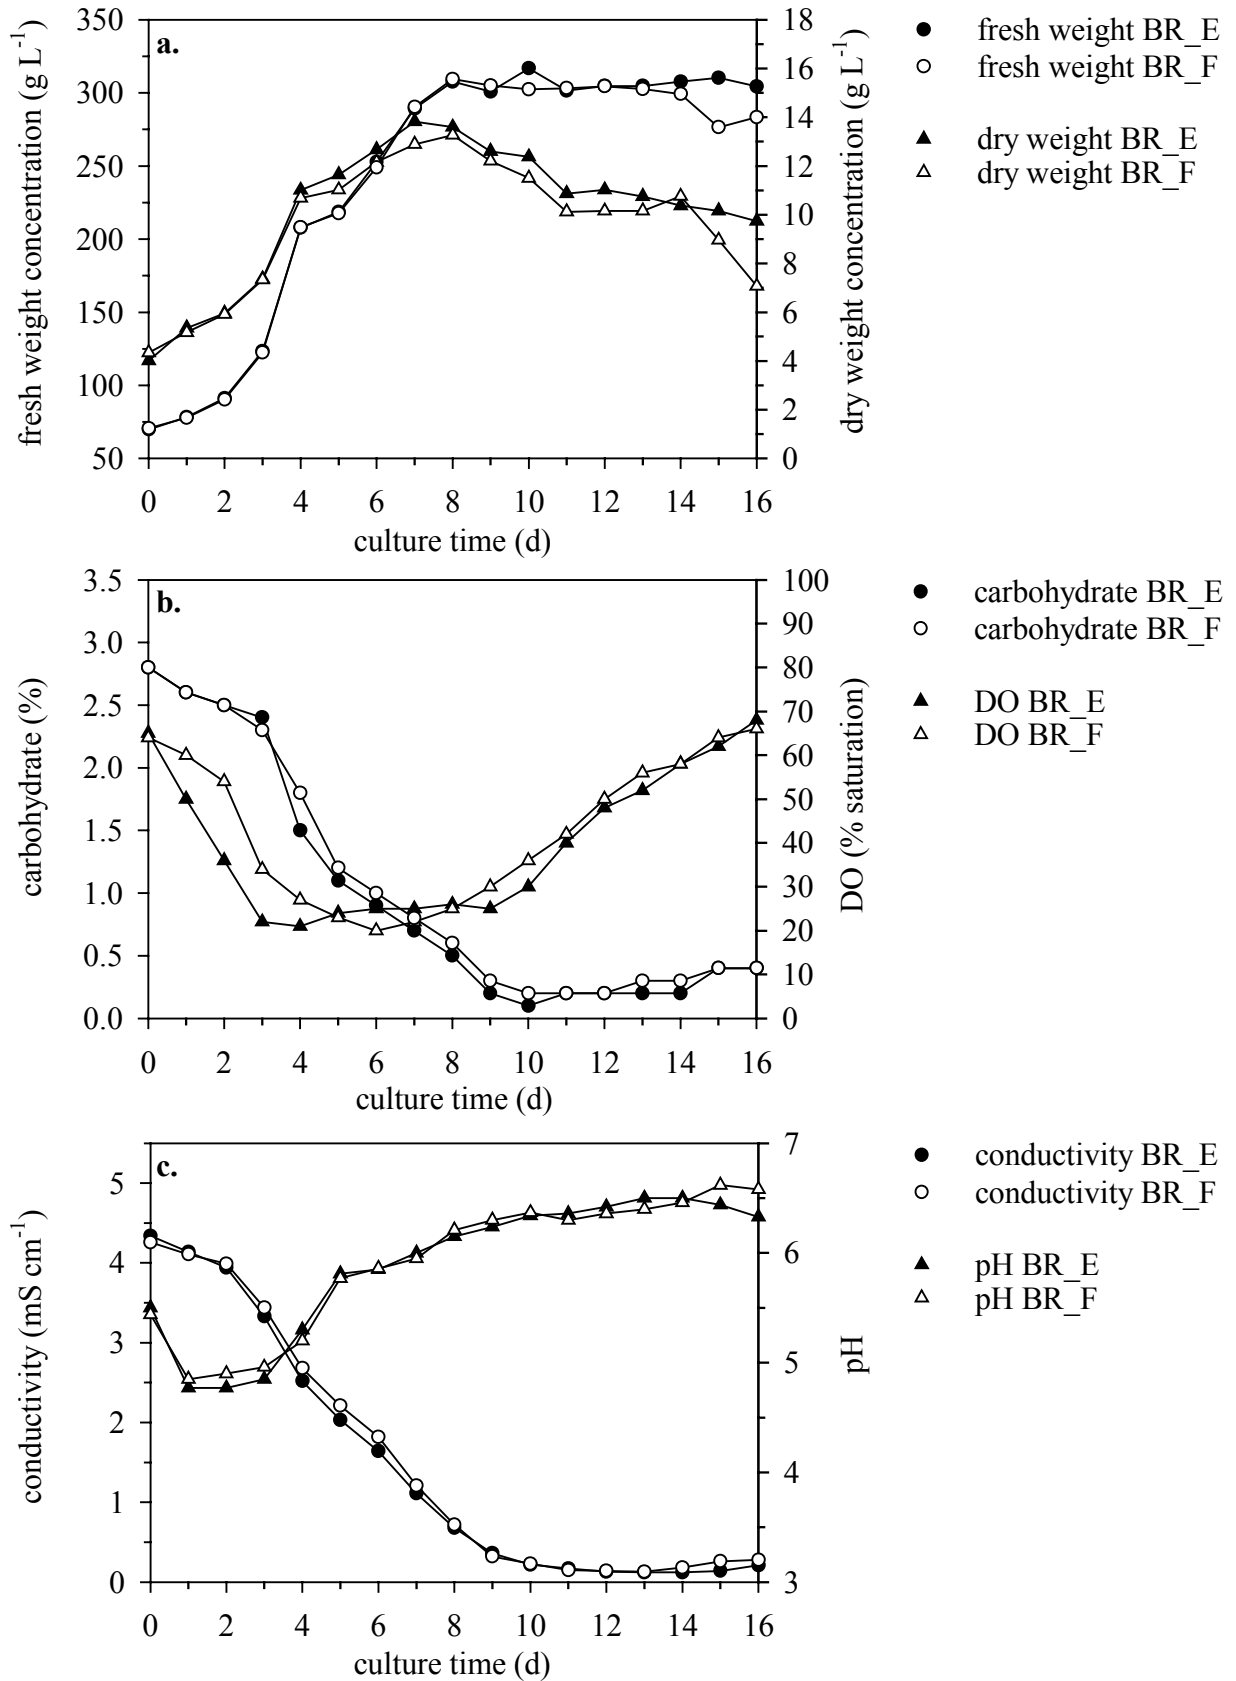 a.
fresh weight concentration (g L⁻¹)
350
300
250
200
150
100
50
18
16
14
12
10
8
6
4
2
0
dry weight concentration (g L⁻¹)
0 2 4 6 8 10 12 14 16
culture time (d)
fresh weight BR_E
fresh weight BR_F
dry weight BR_E
dry weight BR_F
b.
carbohydrate (%)
3.5
3.0
2.5
2.0
1.5
1.0
0.5
0.0
100
90
80
70
60
50
40
30
20
10
0
DO (% saturation)
0 2 4 6 8 10 12 14 16
culture time (d)
carbohydrate BR_E
carbohydrate BR_F
DO BR_E
DO BR_F
c.
conductivity (mS cm⁻¹)
5
4
3
2
1
0
7
6
5
4
3
pH
0 2 4 6 8 10 12 14 16
culture time (d)
conductivity BR_E
conductivity BR_F
pH BR_E
pH BR_F